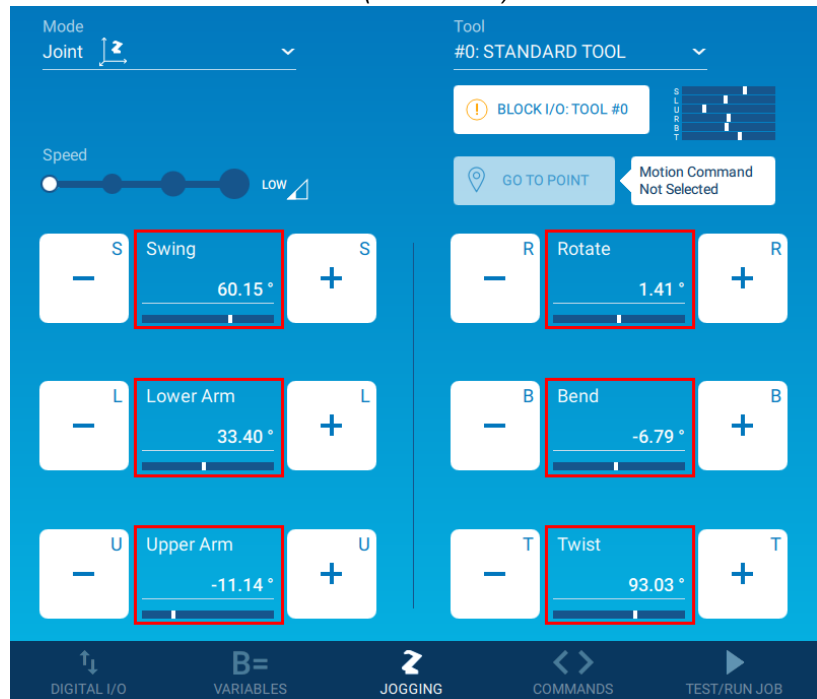 Mode
Joint
Tool
#0: STANDARD TOOL
BLOCK I/O: TOOL #0
S
L
U
R
B
T
Speed
LOW
GO TO POINT
Motion Command
Not Selected
S
Swing
60.15 °
S
R
Rotate
1.41 °
R
L
Lower Arm
33.40 °
L
B
Bend
-6.79 °
B
U
Upper Arm
-11.14 °
U
T
Twist
93.03 °
T
DIGITAL I/O
B=
VARIABLES
JOGGING
COMMANDS
TEST/RUN JOB